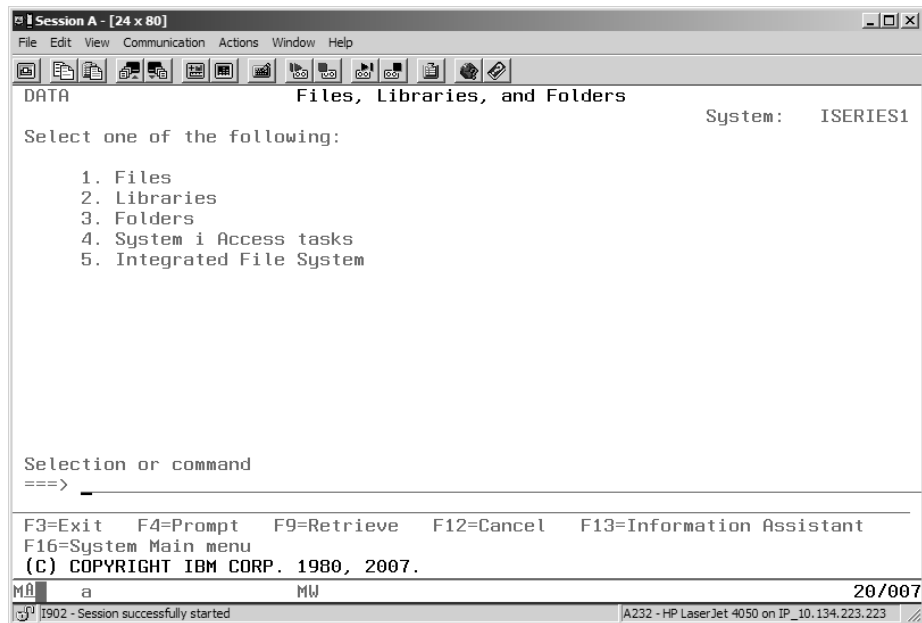 Session A - [24 x 80]
File Edit View Communication Actions Window Help
DATA Files, Libraries, and Folders
System: ISERIES1
Select one of the following:
1. Files
2. Libraries
3. Folders
4. System i Access tasks
5. Integrated File System
Selection or command
===>
F3=Exit F4=Prompt F9=Retrieve F12=Cancel F13=Information Assistant
F16=System Main menu
(C) COPYRIGHT IBM CORP. 1980, 2007.
MA a MW 20/007
I902 - Session successfully started A232 - HP LaserJet 4050 on IP_10.134.223.223